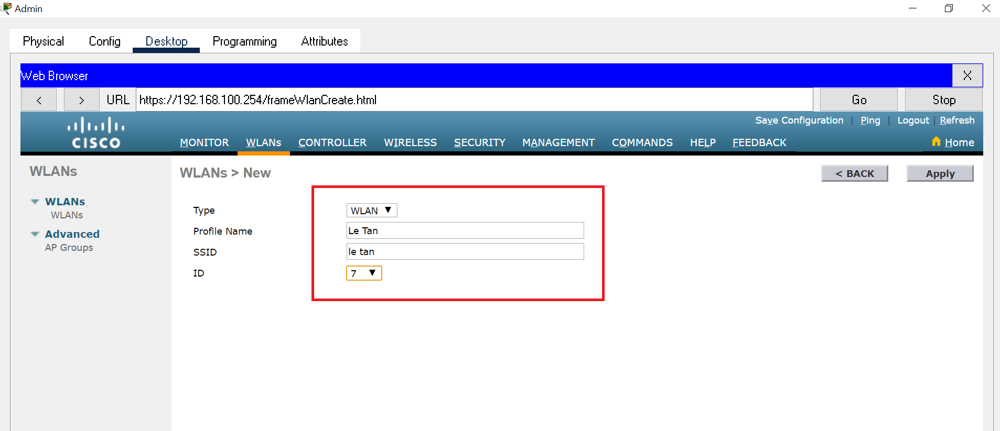 Admin
Physical Config Desktop Programming Attributes
Web Browser X
< > URL https://192.168.100.254/frameWlanCreate.html Go Stop
Save Configuration | Ping | Logout | Refresh
CISCO MONITOR WLANs CONTROLLER WIRELESS SECURITY MANAGEMENT COMMANDS HELP FEEDBACK Home
WLANs
WLANs
WLANs
Advanced
AP Groups
WLANs > New < BACK Apply
Type WLAN
Profile Name Le Tan
SSID le tan
ID 7